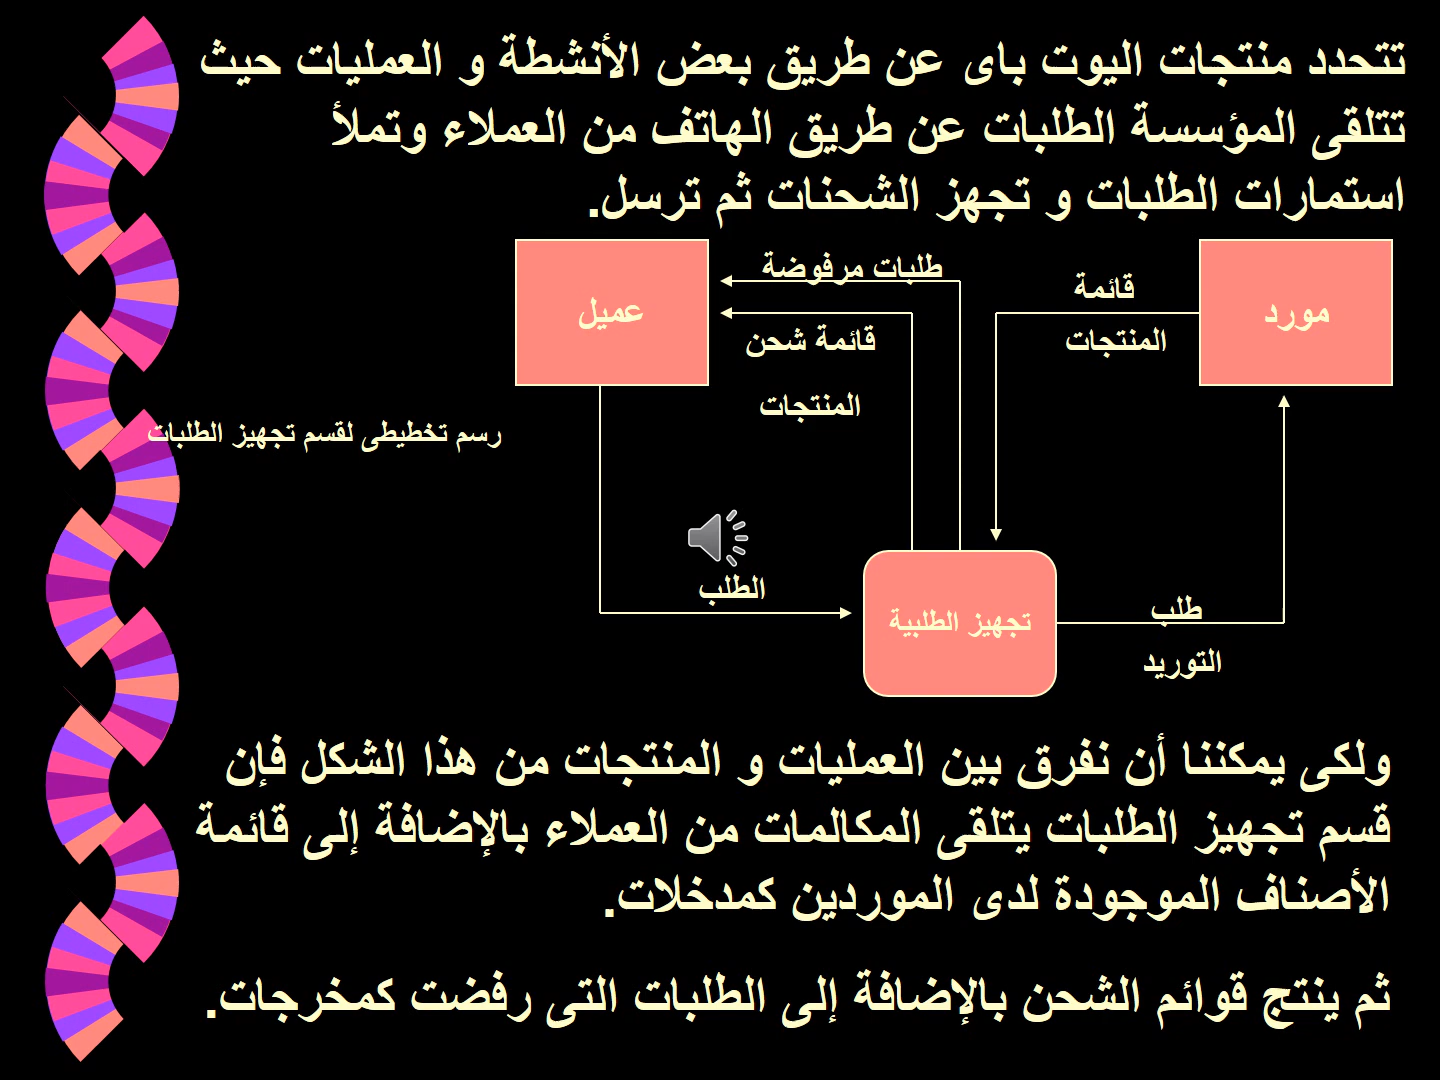 تتحدد منتجات اليوت باى عن طريق بعض الأنشطة و العمليات حيث
تتلقى المؤسسة الطلبات عن طريق الهاتف من العملاء وتملأ
استمارات الطلبات و تجهز الشحنات ثم ترسل.
مورد
قائمة
المنتجات
طلبات مرفوضة
قائمة شحن
المنتجات
عميل
رسم تخطيطى لقسم تجهيز الطلبات
الطلب
تجهيز الطلبية
طلب
التوريد
ولكى يمكننا أن نفرق بين العمليات و المنتجات من هذا الشكل فإن
قسم تجهيز الطلبات يتلقى المكالمات من العملاء بالإضافة إلى قائمة
الأصناف الموجودة لدى الموردين كمدخلات.
ثم ينتج قوائم الشحن بالإضافة إلى الطلبات التى رفضت كمخرجات.